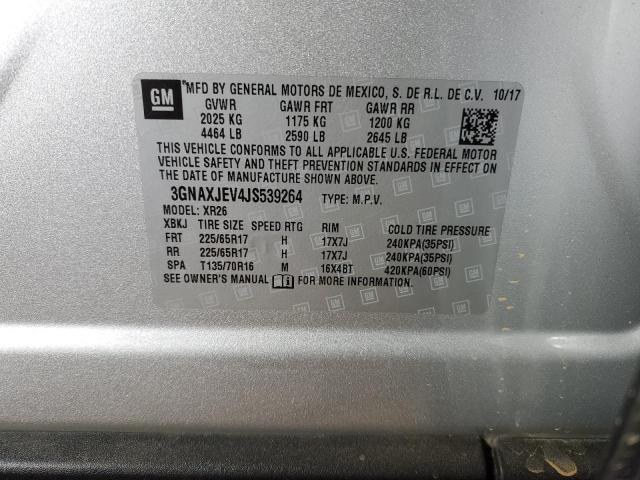 GM ®MFD BY GENERAL MOTORS DE MEXICO, S. DE R.L. DE C.V. 10/17
GVWR GAWR FRT GAWR RR
2025 KG 1175 KG 1200 KG
4464 LB 2590 LB 2645 LB
THIS VEHICLE CONFORMS TO ALL APPLICABLE U.S. FEDERAL MOTOR
VEHICLE SAFETY AND THEFT PREVENTION STANDARDS IN EFFECT ON
THE DATE OF MANUFACTURE SHOWN ABOVE.
3GNAXJEV4JS539264 TYPE: M.P.V.
MODEL: XR26
XBKJ TIRE SIZE SPEED RTG RIM COLD TIRE PRESSURE
FRT 225/65R17 H 17X7J 240KPA(35PSI)
RR 225/65R17 H 17X7J 240KPA(35PSI)
SPA T135/70R16 M 16X4BT 420KPA(60PSI)
SEE OWNER'S MANUAL FOR MORE INFORMATION.